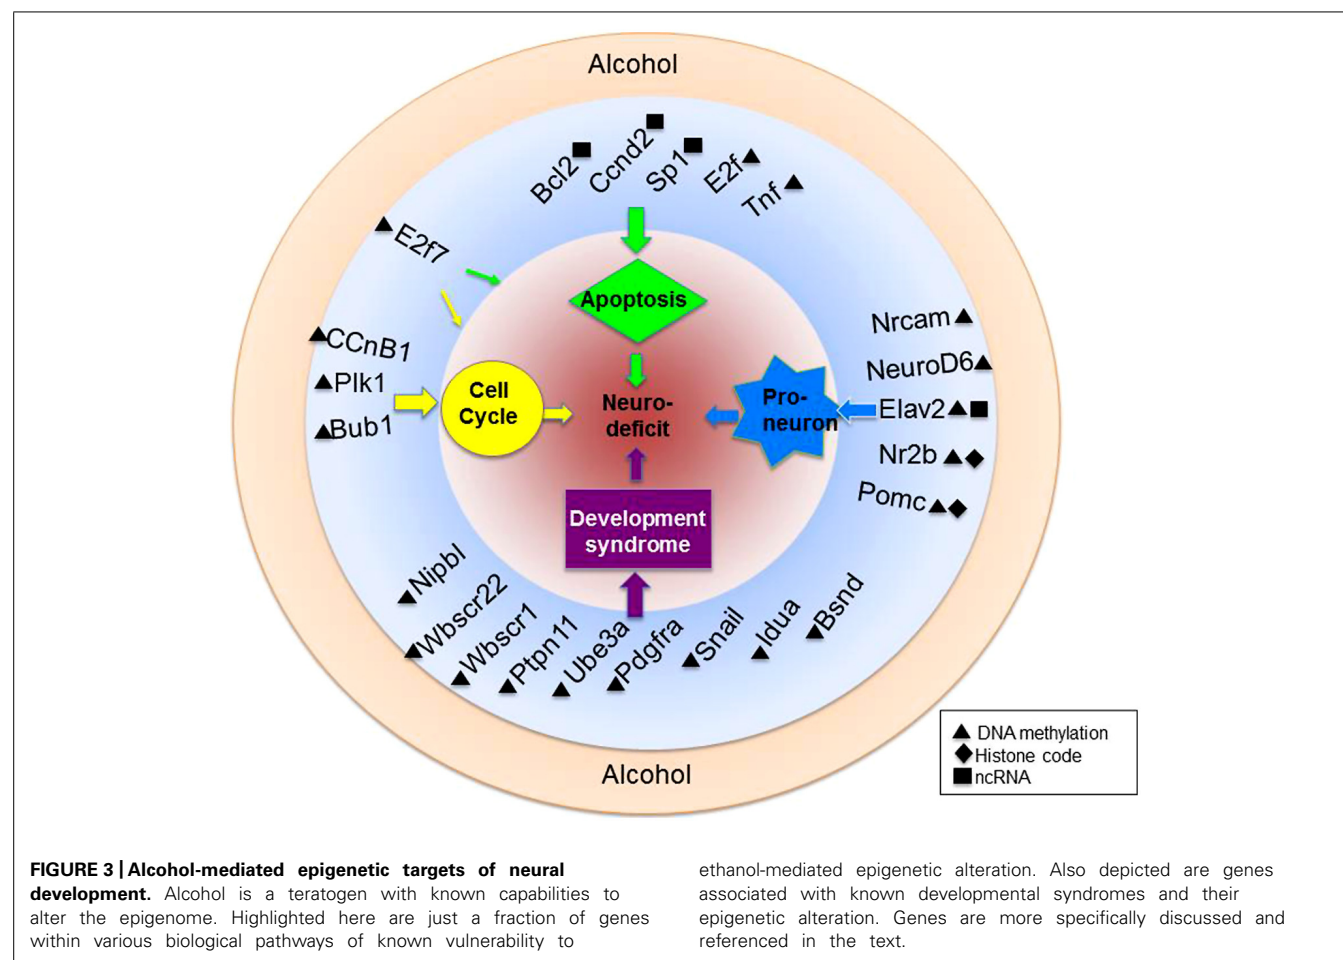 Alcohol
Bcl2
Ccnd2
Sp1
E2f
Tnf
E2f7
CCnB1
Plk1
Bub1
Apoptosis
Cell
Cycle
Neuro-
deficit
Pro-
neuron
Nrcam
NeuroD6
Elav2
Nr2b
Pomc
Development
syndrome
Nipbl
Wbscr22
Wbscr1
Ptpn11
Ube3a
Pdgfra
Snail
Idua
Bsnd
Alcohol
DNA methylation
Histone code
ncRNA
FIGURE 3 | Alcohol-mediated epigenetic targets of neural
development. Alcohol is a teratogen with known capabilities to
alter the epigenome. Highlighted here are just a fraction of genes
within various biological pathways of known vulnerability to
ethanol-mediated epigenetic alteration. Also depicted are genes
associated with known developmental syndromes and their
epigenetic alteration. Genes are more specifically discussed and
referenced in the text.